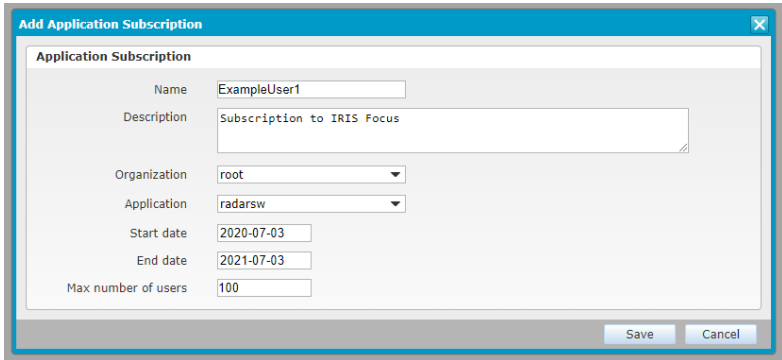 Add Application Subscription
Application Subscription
Name ExampleUser1
Description Subscription to IRIS Focus
Organization root
Application radarsw
Start date 2020-07-03
End date 2021-07-03
Max number of users 100
Save Cancel